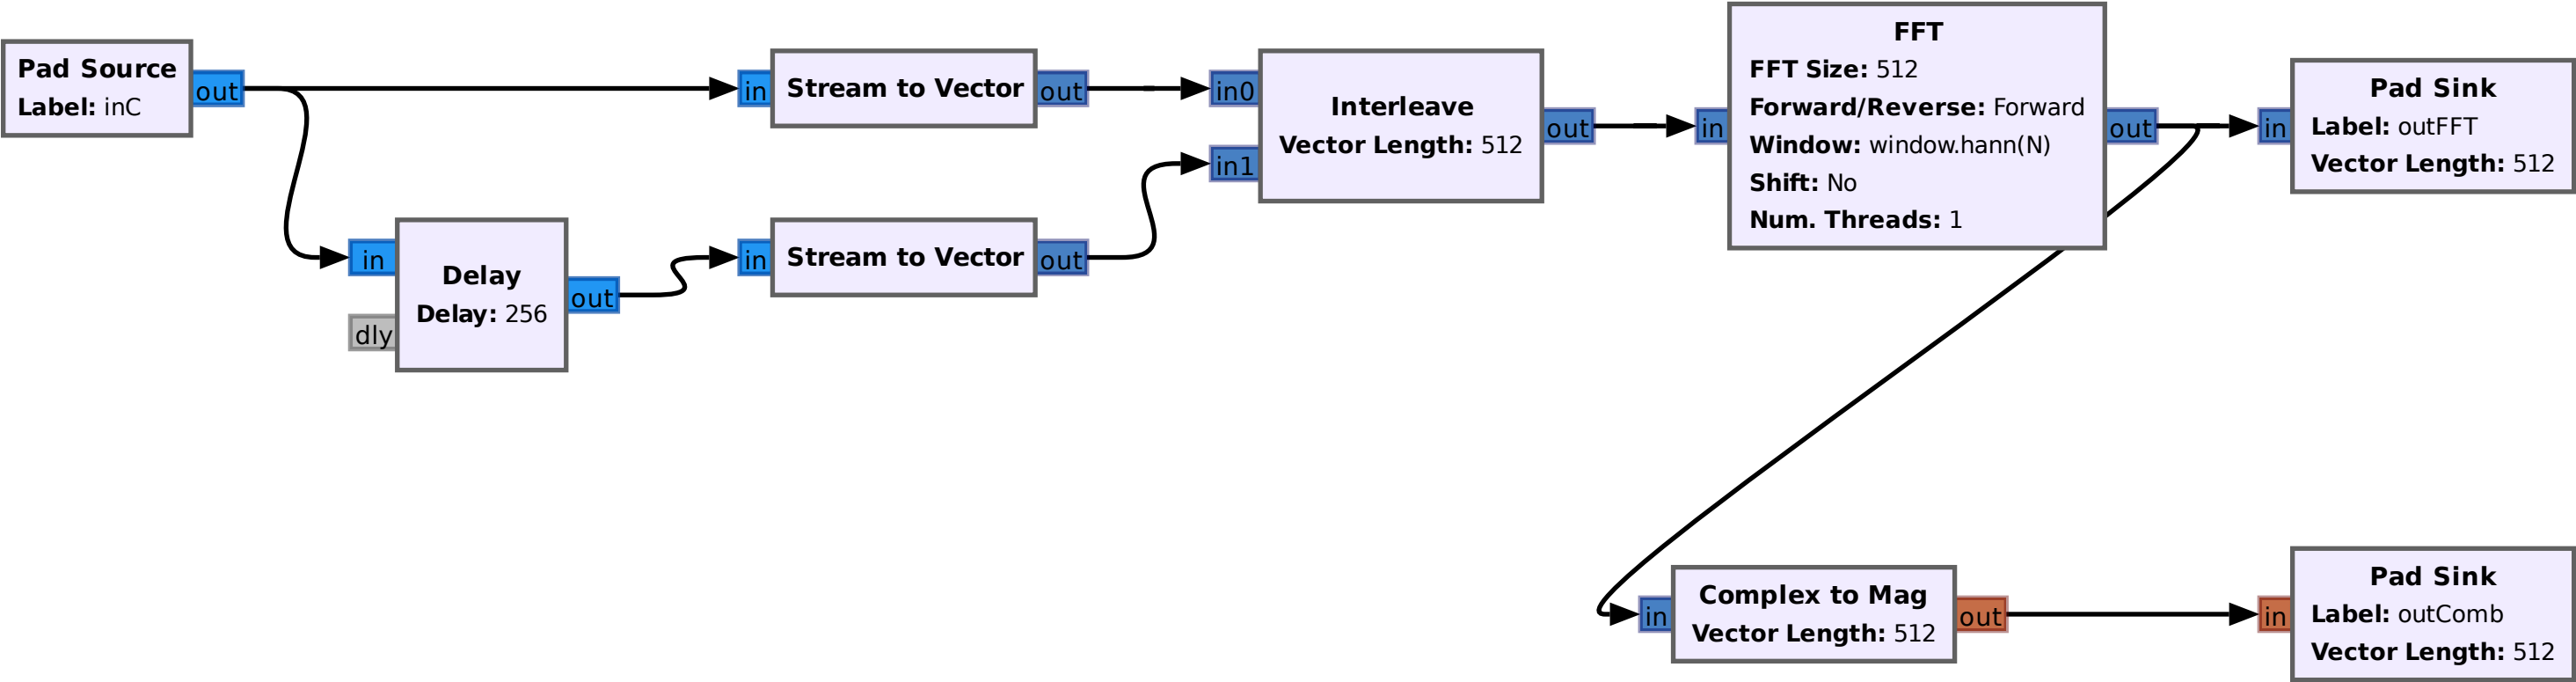 Pad Source
Label: inC
out
in
Stream to Vector
out
in0
in1
Interleave
Vector Length: 512
out
in
FFT
FFT Size: 512
Forward/Reverse: Forward
Window: window.hann(N)
Shift: No
Num. Threads: 1
out
in
Pad Sink
Label: outFFT
Vector Length: 512
in
dly
Delay
Delay: 256
out
in
Stream to Vector
out
in
Complex to Mag
Vector Length: 512
out
in
Pad Sink
Label: outComb
Vector Length: 512